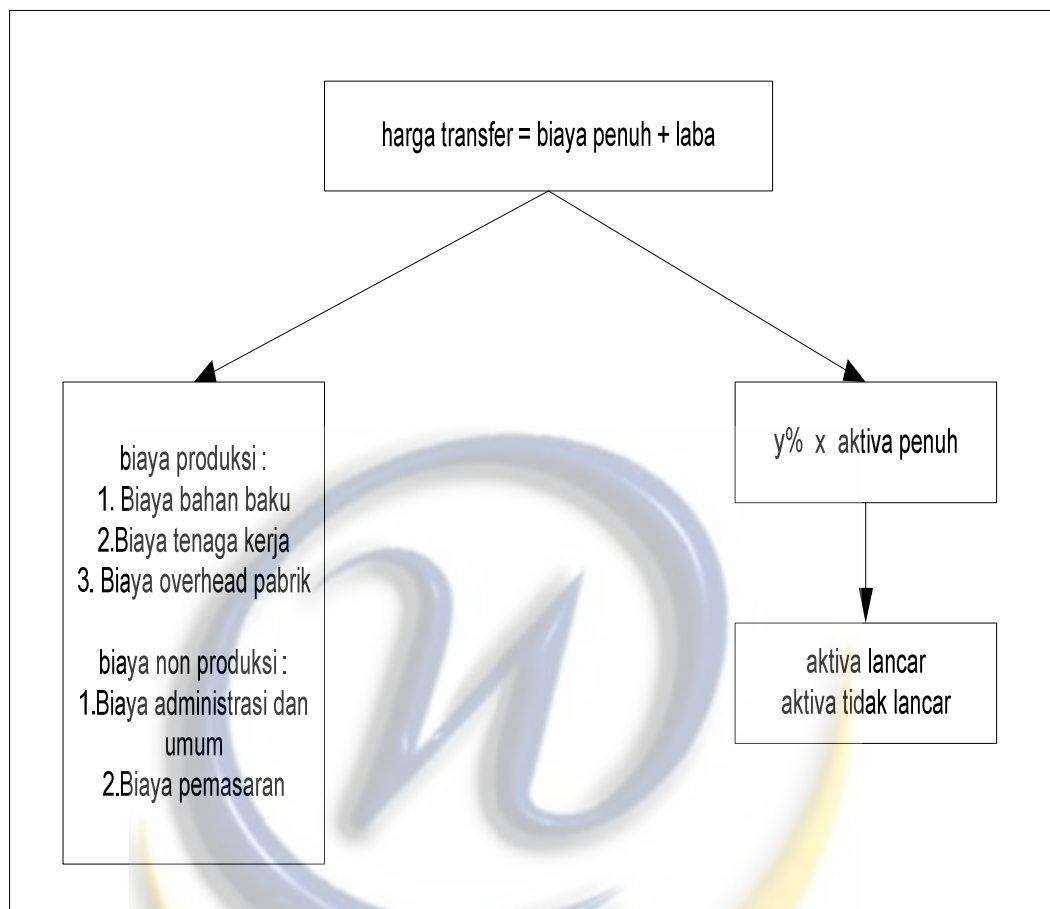 harga transfer = biaya penuh + laba
biaya produksi :
1. Biaya bahan baku
2.Biaya tenaga kerja
3. Biaya overhead pabrik
biaya non produksi :
1.Biaya administrasi dan
umum
2.Biaya pemasaran
y% x aktiva penuh
aktiva lancar
aktiva tidak lancar